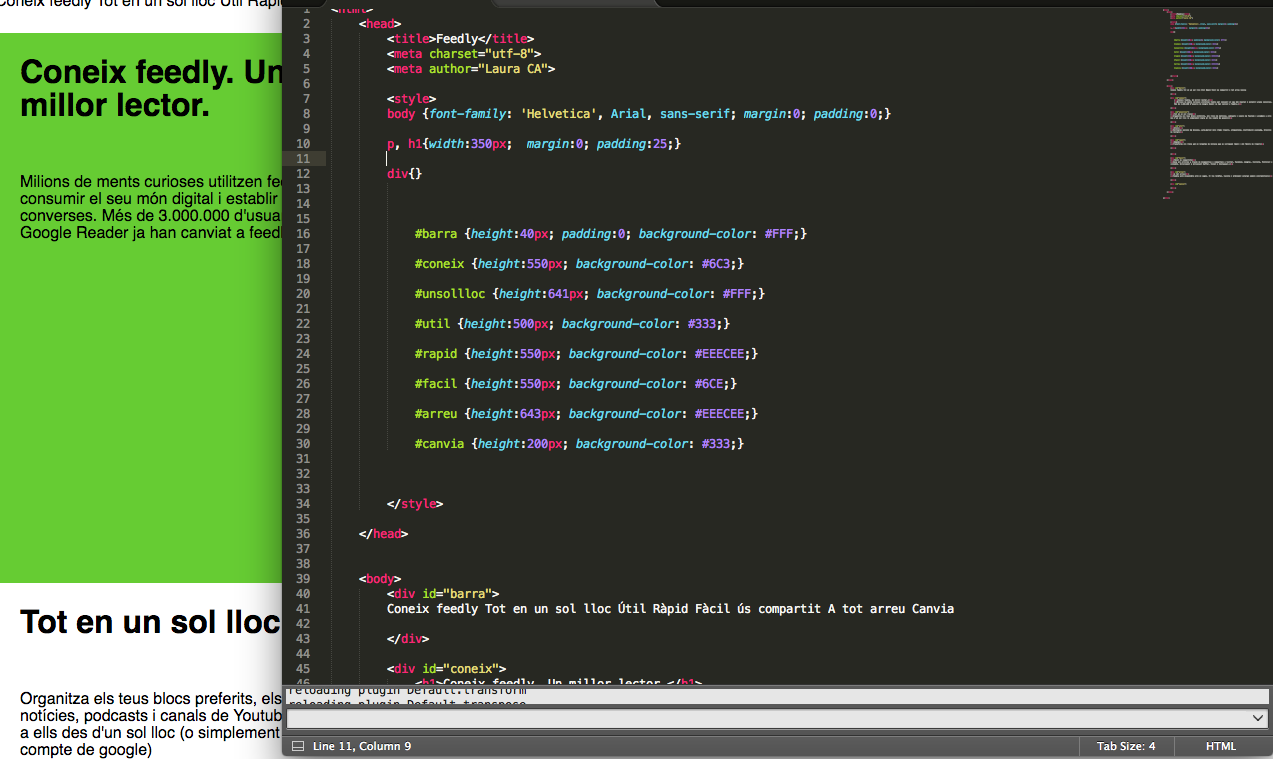 Coneix feedly Tot en un sol lloc Útil Ràpi
Coneix feedly. Un
millor lector.
Milions de ments curioses utilitzen fe
consumir el seu món digital i establir
converses. Més de 3.000.000 d'usua
Google Reader ja han canviat a feed
Tot en un sol lloc
Organitza els teus blocs preferits, els
notícies, podcasts i canals de Youtub
a ells des d'un sol lloc (o simplement
compte de google)
1 <html>
2 <head>
3 <title>Feedly</title>
4 <meta charset="utf-8">
5 <meta author="Laura CA">
6
7 <style>
8 body {font-family: 'Helvetica', Arial, sans-serif; margin:0; padding:0;}
9
10 p, h1{width:350px;  margin:0; padding:25;}
11
12 div{}
13
14
15
16 #barra {height:40px; padding:0; background-color: #FFF;}
17
18 #coneix {height:550px; background-color: #6C3;}
19
20 #unsollloc {height:641px; background-color: #FFF;}
21
22 #util {height:500px; background-color: #333;}
23
24 #rapid {height:550px; background-color: #EEECEE;}
25
26 #facil {height:550px; background-color: #6CE;}
27
28 #arreu {height:643px; background-color: #EEECEE;}
29
30 #canvia {height:200px; background-color: #333;}
31
32
33
34 </style>
35
36 </head>
37
38
39 <body>
40 <div id="barra">
41 Coneix feedly Tot en un sol lloc Útil Ràpid Fàcil ús compartit A tot arreu Canvia
42
43 </div>
44
45 <div id="coneix">
46 <h1>Coneix feedly. Un millor lector.</h1>
reloading plugin Default.transform
reloading plugin Default.transpose
Line 11, Column 9
Tab Size: 4
HTML